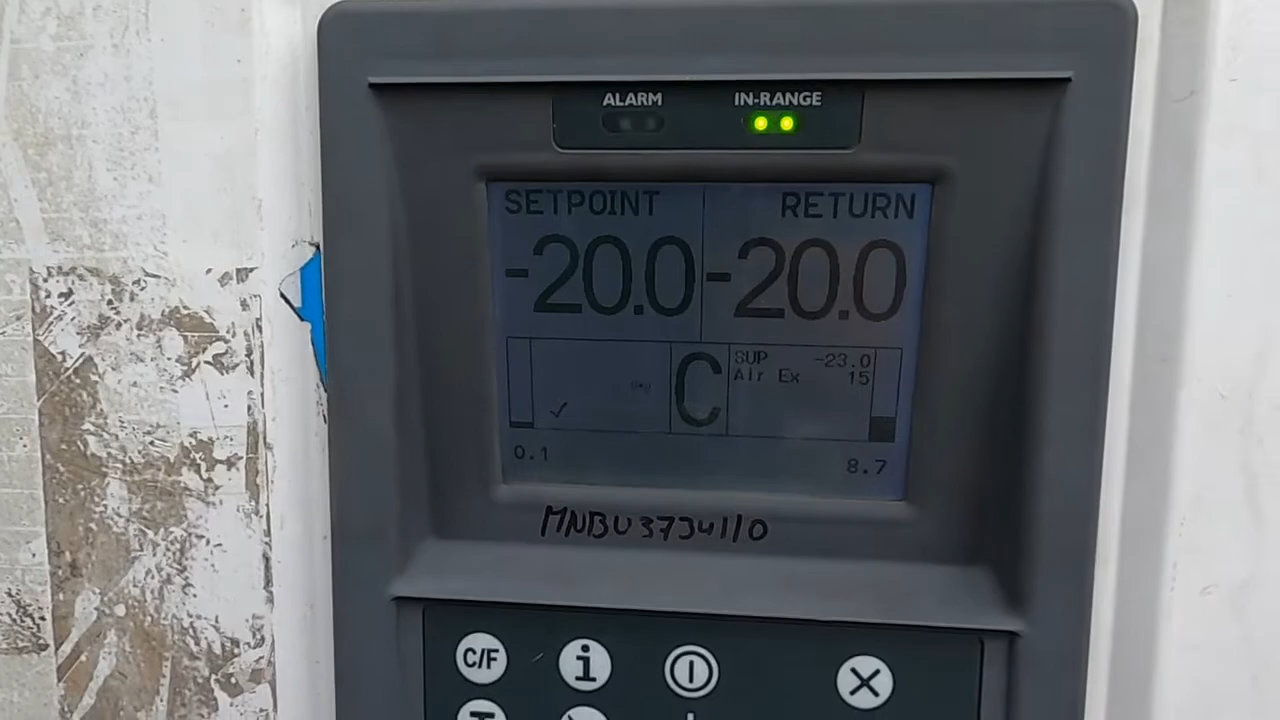 ALARM IN-RANGE
SETPOINT RETURN
-20.0 -20.0
C
SUP -23.0
Air Ex 15
0.1 8.7
MNBU3734110
C/F i